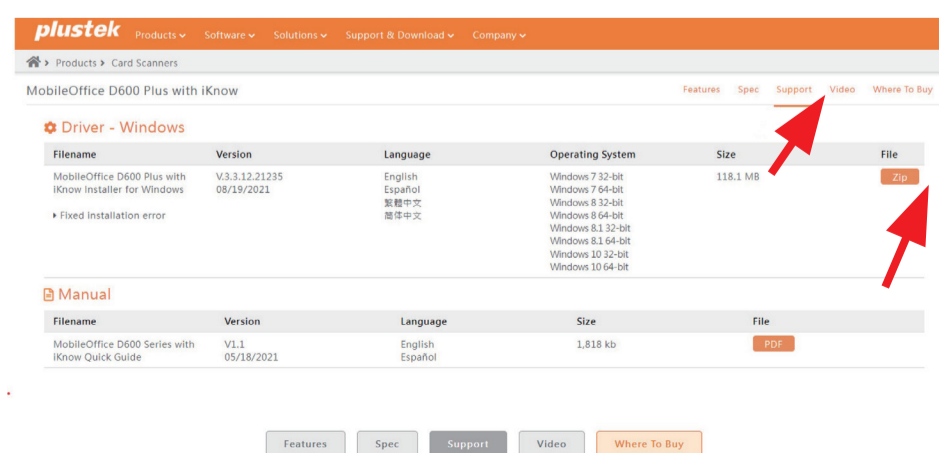 plustek Products Software Solutions Support & Download Company
Products > Card Scanners
MobileOffice D600 Plus with iKnow Features Spec Support Video Where To Buy
Driver - Windows
Filename Version Language Operating System Size File
MobileOffice D600 Plus with V.3.3.12.21235 English Windows 7 32-bit 118.1 MB Zip
iKnow Installer for Windows 08/19/2021 Español Windows 7 64-bit
繁體中文 Windows 8 32-bit
Fixed installation error 简体中文 Windows 8 64-bit
Windows 8.1 32-bit
Windows 8.1 64-bit
Windows 10 32-bit
Windows 10 64-bit
Manual
Filename Version Language Size File
MobileOffice D600 Series with V1.1 English 1,818 kb PDF
iKnow Quick Guide 05/18/2021 Español
Features Spec Support Video Where To Buy